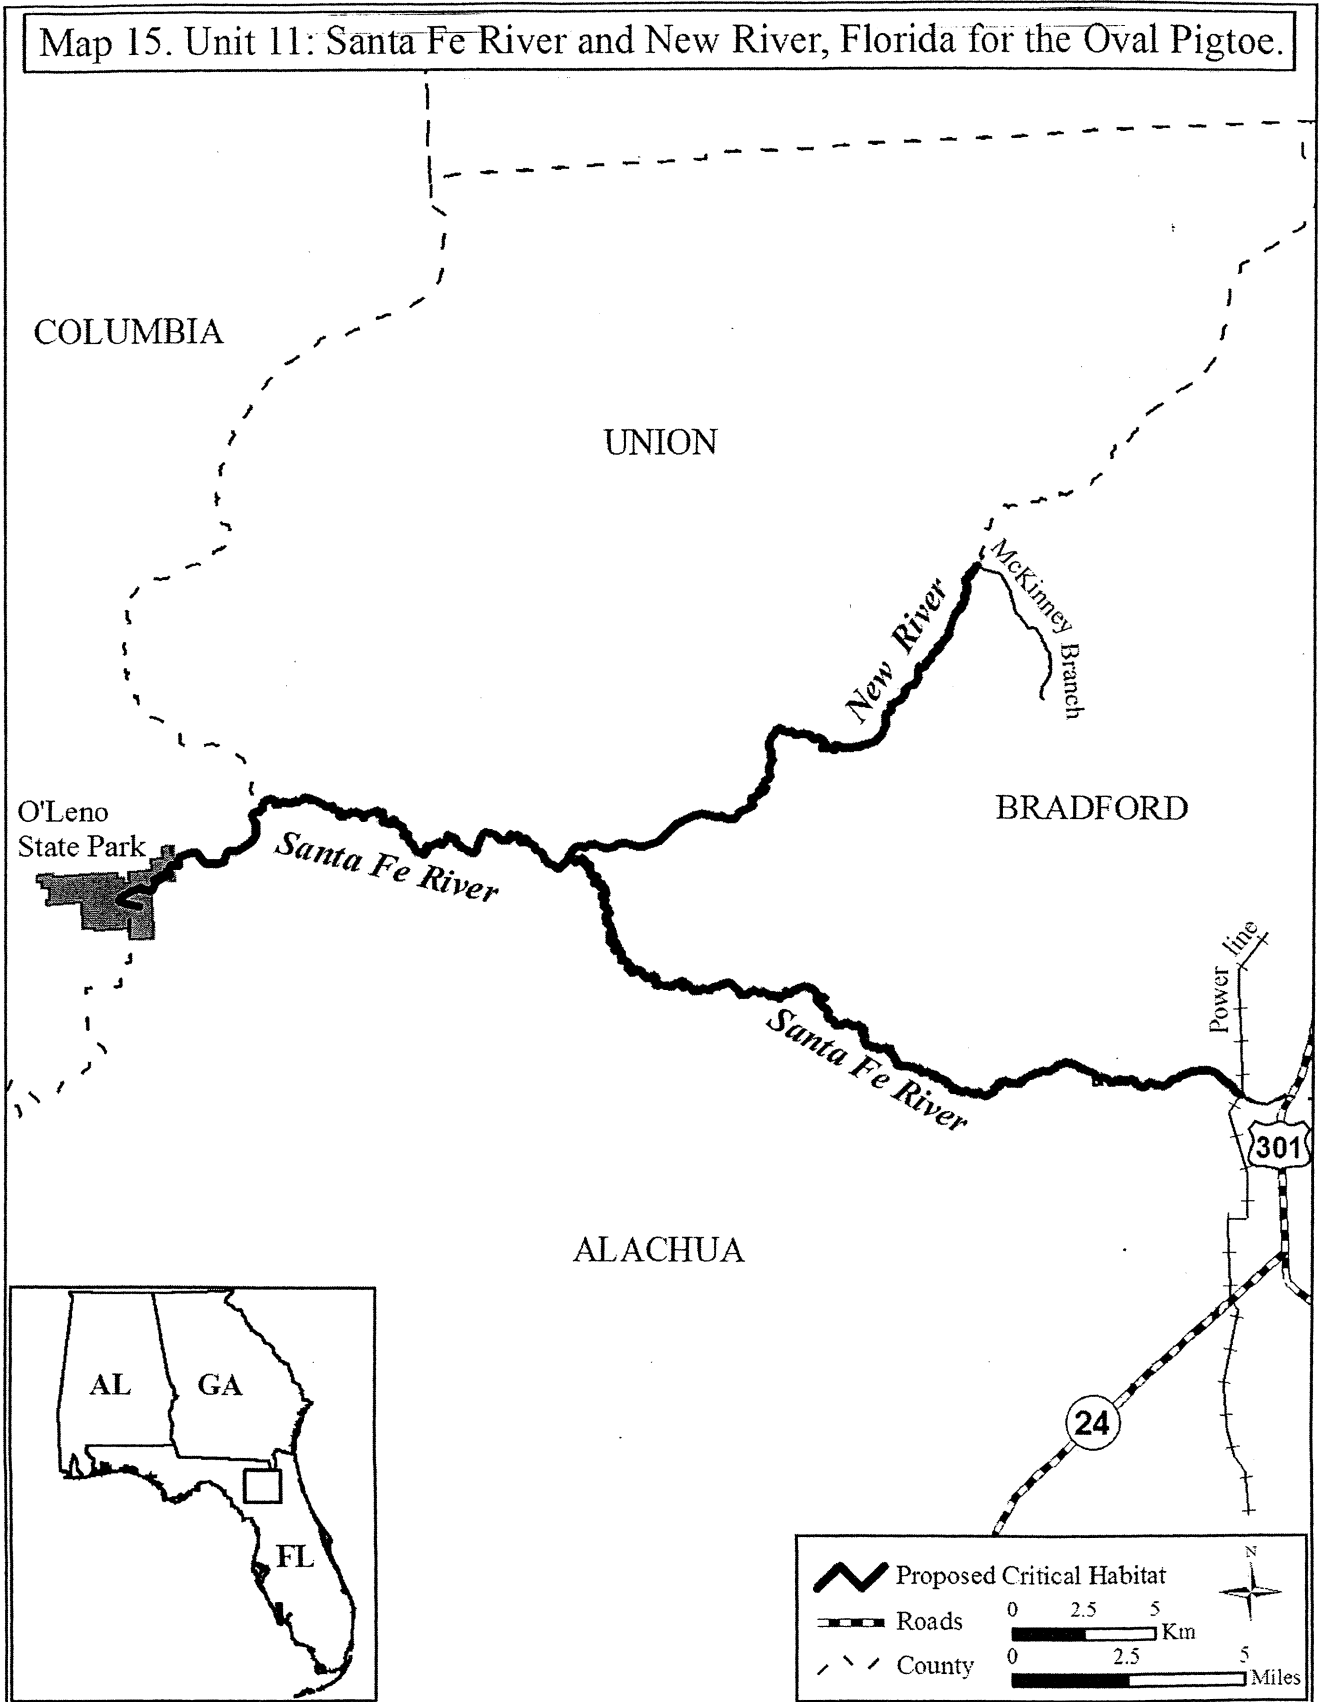 Map 15. Unit 11: Santa Fe River and New River, Florida for the Oval Pigtoe.
COLUMBIA
UNION
McKinney Branch
New River
O'Leno
State Park
BRADFORD
Santa Fe River
Power line
Santa Fe River
301
ALACHUA
24
AL
GA
FL
Proposed Critical Habitat
Roads
County
N
0 2.5 5
Km
0 2.5 5
Miles